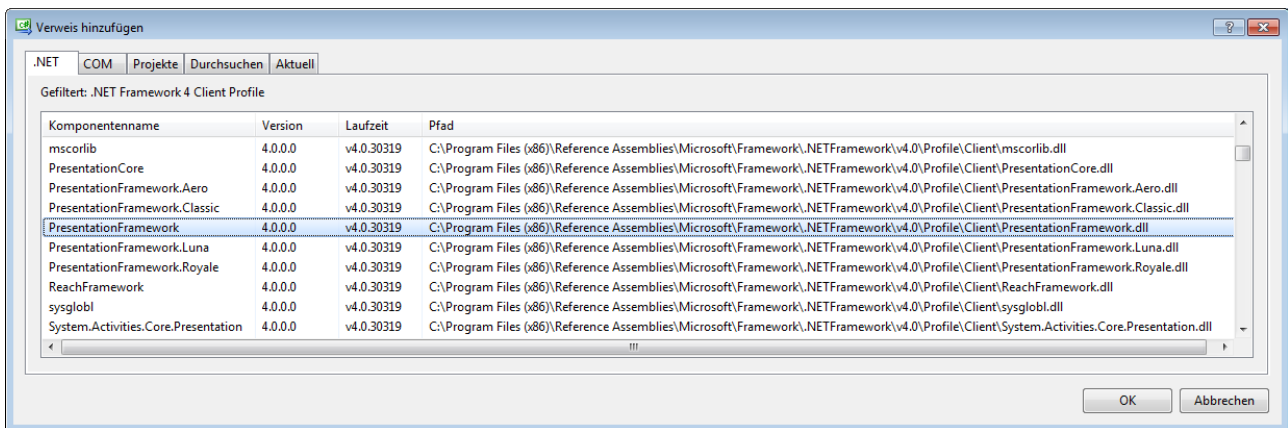 Verweis hinzufügen
.NET COM Projekte Durchsuchen Aktuell
Gefiltert: .NET Framework 4 Client Profile
Komponentenname Version Laufzeit Pfad
mscorlib 4.0.0.0 v4.0.30319 C:\Program Files (x86)\Reference Assemblies\Microsoft\Framework\.NETFramework\v4.0\Profile\Client\mscorlib.dll
PresentationCore 4.0.0.0 v4.0.30319 C:\Program Files (x86)\Reference Assemblies\Microsoft\Framework\.NETFramework\v4.0\Profile\Client\PresentationCore.dll
PresentationFramework.Aero 4.0.0.0 v4.0.30319 C:\Program Files (x86)\Reference Assemblies\Microsoft\Framework\.NETFramework\v4.0\Profile\Client\PresentationFramework.Aero.dll
PresentationFramework.Classic 4.0.0.0 v4.0.30319 C:\Program Files (x86)\Reference Assemblies\Microsoft\Framework\.NETFramework\v4.0\Profile\Client\PresentationFramework.Classic.dll
PresentationFramework 4.0.0.0 v4.0.30319 C:\Program Files (x86)\Reference Assemblies\Microsoft\Framework\.NETFramework\v4.0\Profile\Client\PresentationFramework.dll
PresentationFramework.Luna 4.0.0.0 v4.0.30319 C:\Program Files (x86)\Reference Assemblies\Microsoft\Framework\.NETFramework\v4.0\Profile\Client\PresentationFramework.Luna.dll
PresentationFramework.Royale 4.0.0.0 v4.0.30319 C:\Program Files (x86)\Reference Assemblies\Microsoft\Framework\.NETFramework\v4.0\Profile\Client\PresentationFramework.Royale.dll
ReachFramework 4.0.0.0 v4.0.30319 C:\Program Files (x86)\Reference Assemblies\Microsoft\Framework\.NETFramework\v4.0\Profile\Client\ReachFramework.dll
sysglobl 4.0.0.0 v4.0.30319 C:\Program Files (x86)\Reference Assemblies\Microsoft\Framework\.NETFramework\v4.0\Profile\Client\sysglobl.dll
System.Activities.Core.Presentation 4.0.0.0 v4.0.30319 C:\Program Files (x86)\Reference Assemblies\Microsoft\Framework\.NETFramework\v4.0\Profile\Client\System.Activities.Core.Presentation.dll
OK Abbrechen